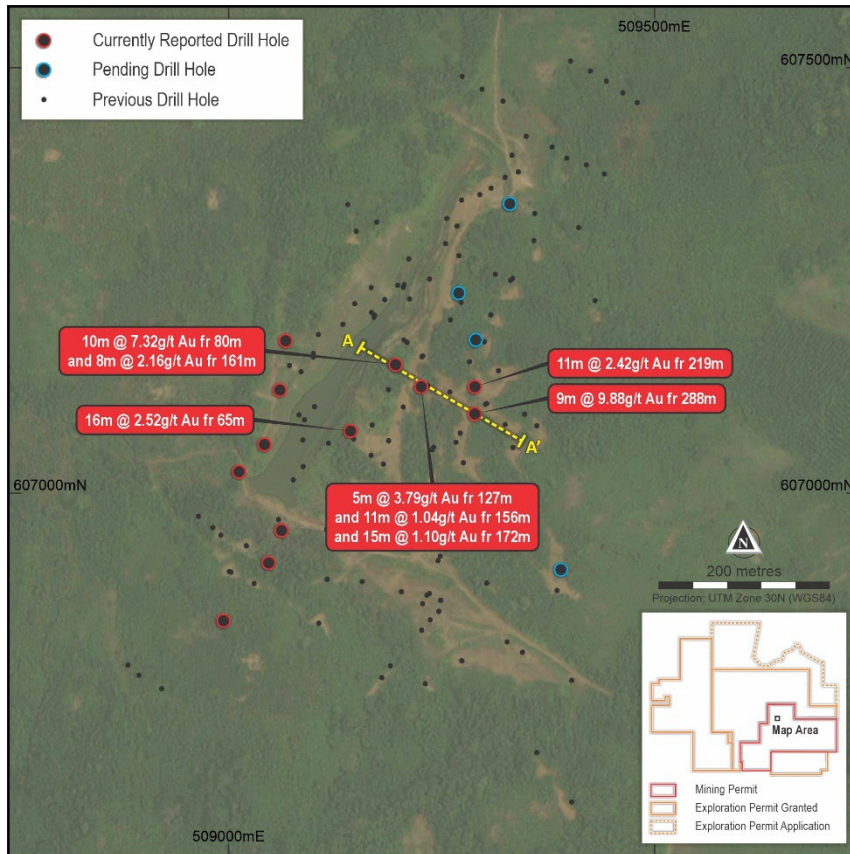 509500mE
Currently Reported Drill Hole
Pending Drill Hole
Previous Drill Hole
607500mN
10m @ 7.32g/t Au fr 80m
and 8m @ 2.16g/t Au fr 161m
A
11m @ 2.42g/t Au fr 219m
9m @ 9.88g/t Au fr 288m
16m @ 2.52g/t Au fr 65m
A'
607000mN
607000mN
5m @ 3.79g/t Au fr 127m
and 11m @ 1.04g/t Au fr 156m
and 15m @ 1.10g/t Au fr 172m
N
200 metres
Projection: UTM Zone 30N (WGS84)
Map Area
Mining Permit
Exploration Permit Granted
Exploration Permit Application
509000mE